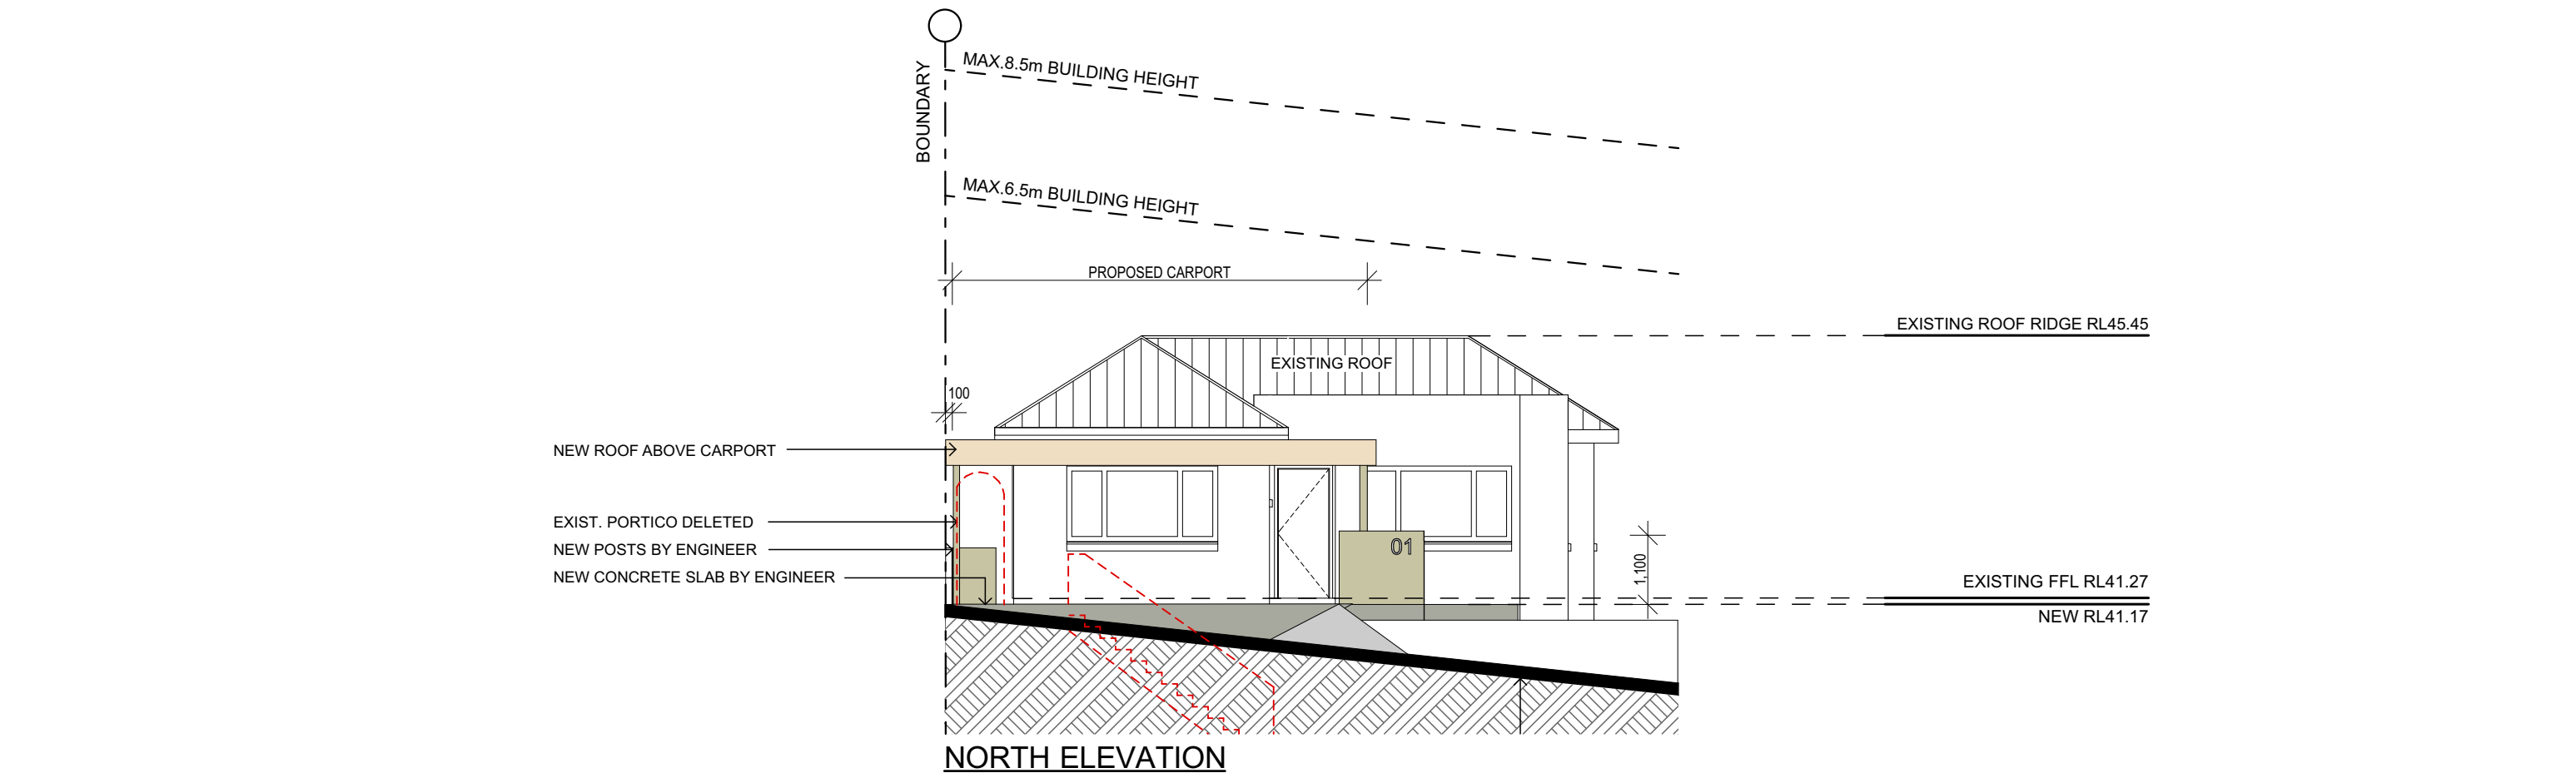 MAX.8.5m BUILDING HEIGHT
BOUNDARY
MAX.6.5m BUILDING HEIGHT
PROPOSED CARPORT
EXISTING ROOF RIDGE RL45.45
EXISTING ROOF
100
NEW ROOF ABOVE CARPORT
EXIST. PORTICO DELETED
NEW POSTS BY ENGINEER
NEW CONCRETE SLAB BY ENGINEER
01
1,100
EXISTING FFL RL41.27
NEW RL41.17
NORTH ELEVATION